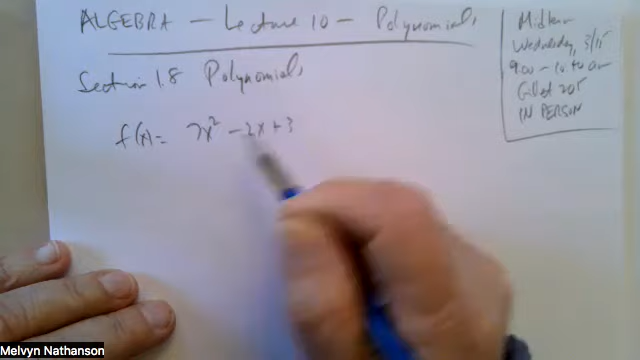 ALGEBRA - Lecture 10 - Polynomials
Section 1.8 Polynomials
f(x) = 7x² - 2x + 3
Midterm
Wednesday, 3/15
9:00 - 10:40 am
Gillet 205
IN PERSON
Melvyn Nathanson